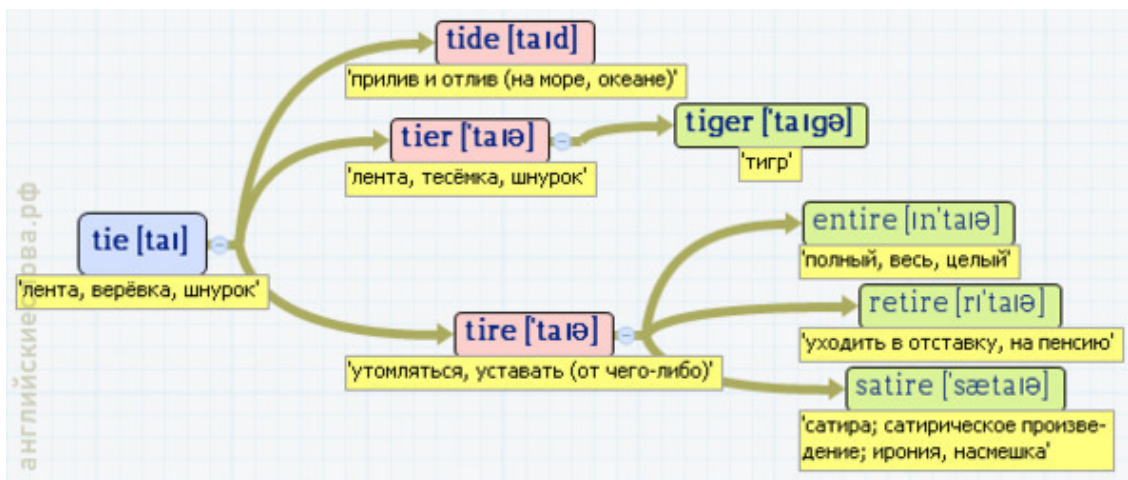 tide [taɪd]
'прилив и отлив (на море, океане)'
tier ['taɪə]
'лента, тесёмка, шнурок'
tiger ['taɪgə]
'тигр'
tie [taɪ]
'лента, верёвка, шнурок'
entire [ɪn'taɪə]
'полный, весь, целый'
retire [rɪ'taɪə]
'уходить в отставку, на пенсию'
tire ['taɪə]
'утомляться, уставать (от чего-либо)'
satire ['sætaɪə]
'сатира; сатирическое произве-
дение; ирония, насмешка'
английскиеслова.рф